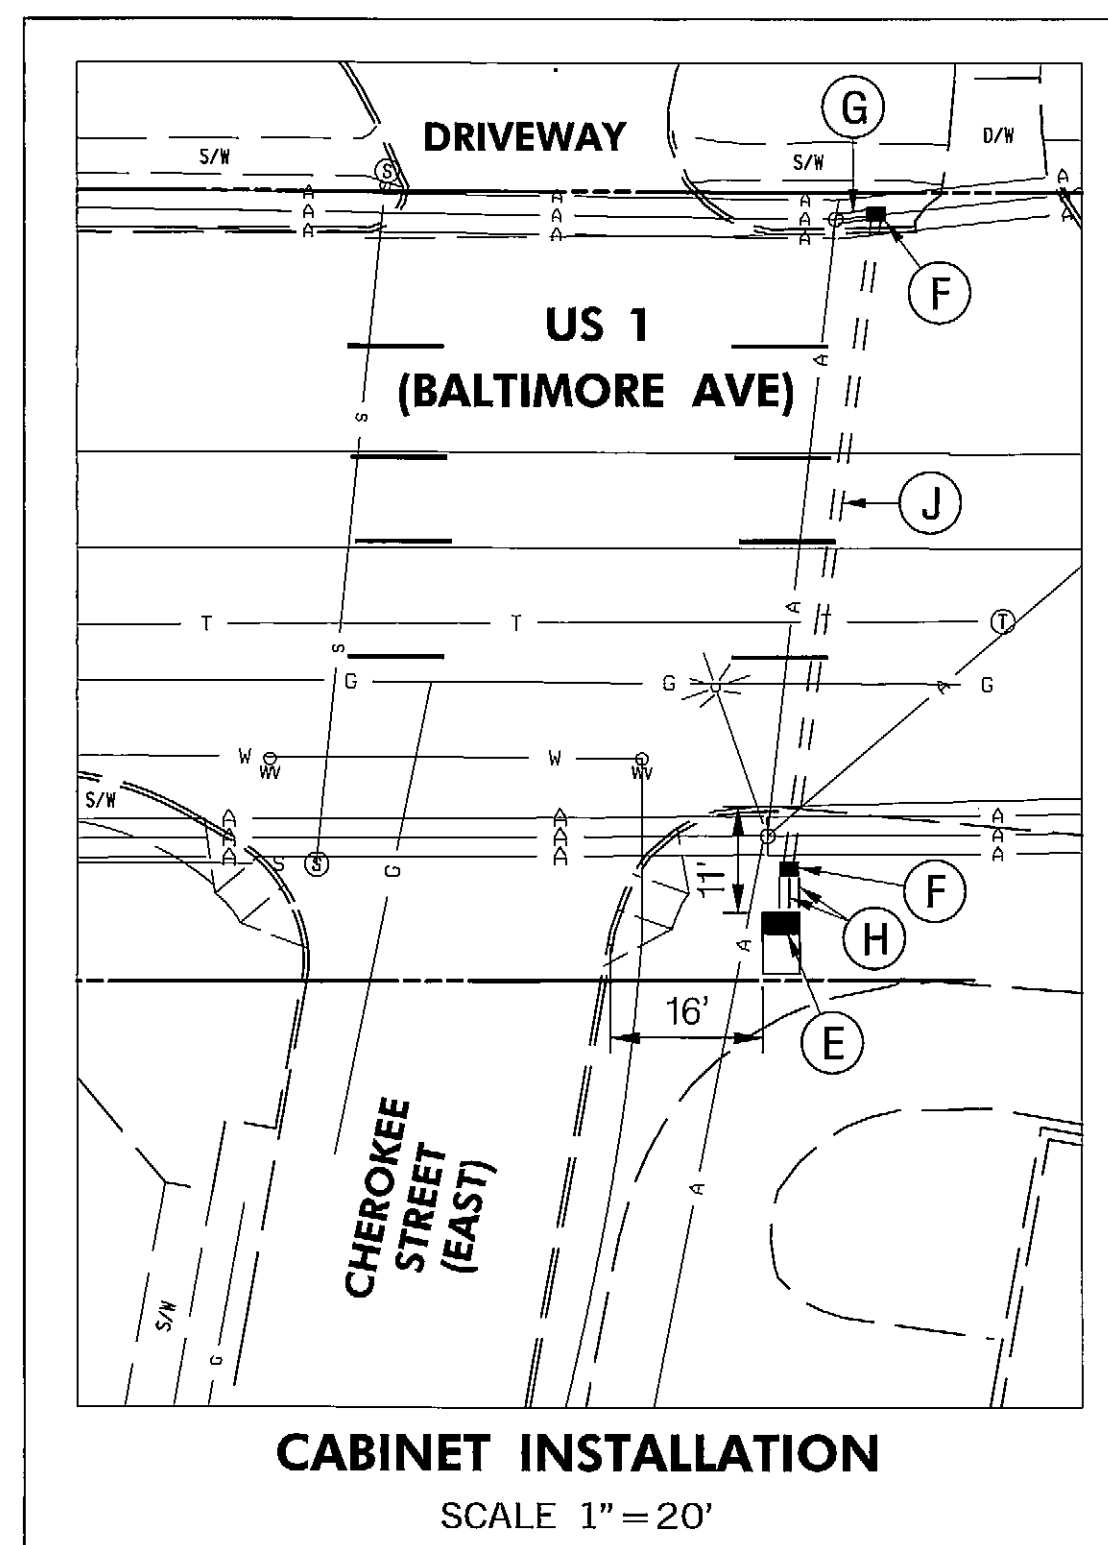 G
DRIVEWAY
D/W
S/W
S/W
S
A A A A
A A A A
A A A
F
US 1
(BALTIMORE AVE)
A
S
J
A
T T T
S
G G A G
W W
WV WV
S/W
A A A
A A A
A A A
S S
G
11'
F
H
A
16'
E
CHEROKEE
STREET
(EAST)
A
S/W
G
CABINET INSTALLATION
SCALE 1"=20'